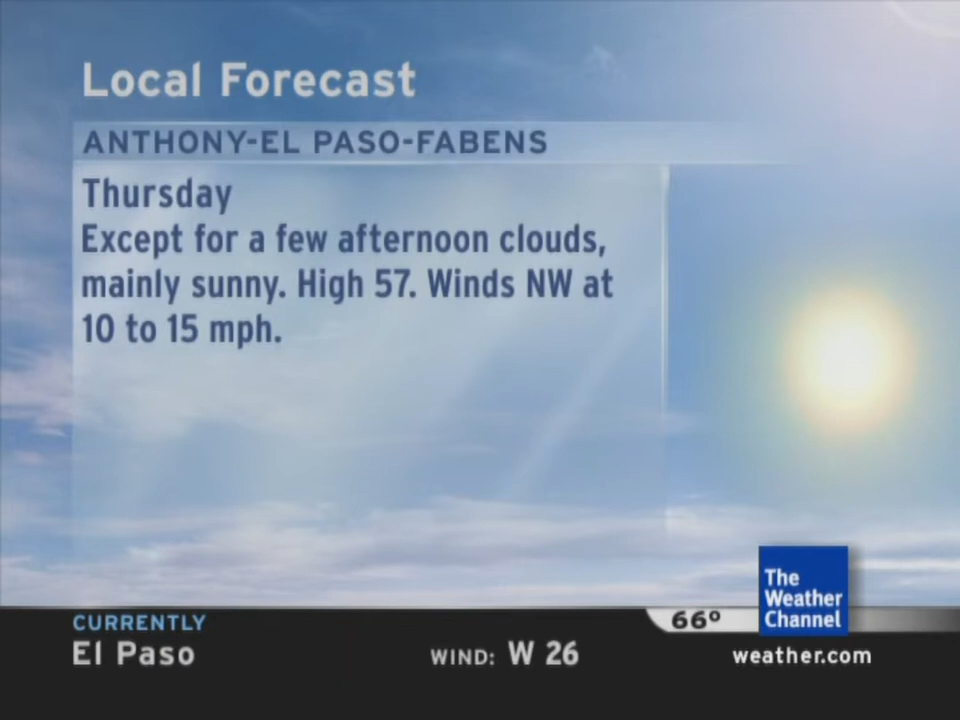 Local Forecast
ANTHONY-EL PASO-FABENS
Thursday
Except for a few afternoon clouds,
mainly sunny. High 57. Winds NW at
10 to 15 mph.
CURRENTLY
El Paso
WIND: W 26
66°
The
Weather
Channel
weather.com